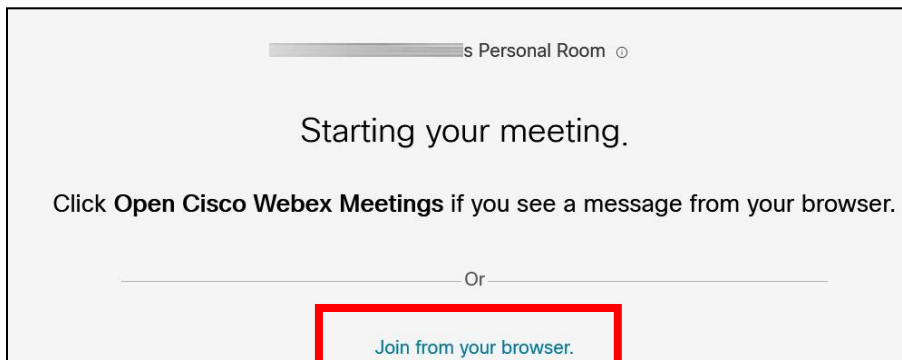 s Personal Room
Starting your meeting.
Click Open Cisco Webex Meetings if you see a message from your browser.
Or
Join from your browser.